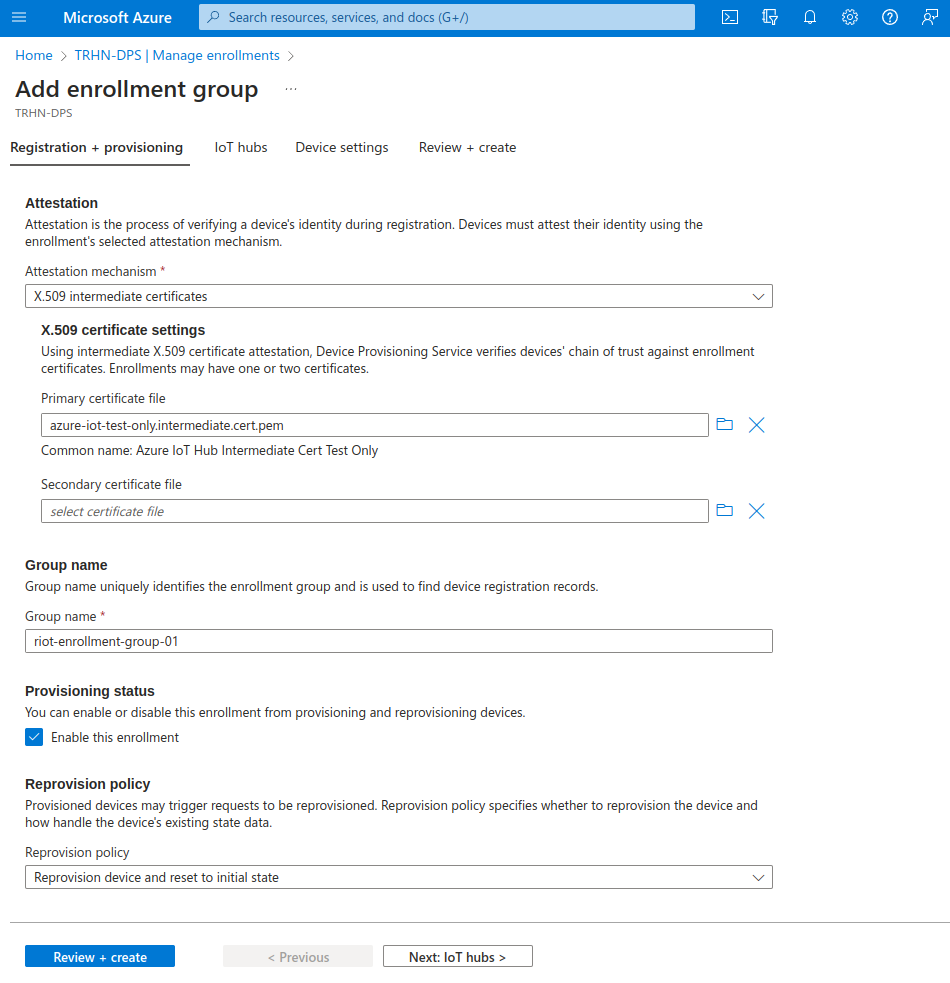 Microsoft Azure
Search resources, services, and docs (G+/)
Home > TRHN-DPS | Manage enrollments >
Add enrollment group ...
TRHN-DPS
Registration + provisioning
IoT hubs
Device settings
Review + create
Attestation
Attestation is the process of verifying a device's identity during registration. Devices must attest their identity using the
enrollment's selected attestation mechanism.
Attestation mechanism *
X.509 intermediate certificates
X.509 certificate settings
Using intermediate X.509 certificate attestation, Device Provisioning Service verifies devices' chain of trust against enrollment
certificates. Enrollments may have one or two certificates.
Primary certificate file
azure-iot-test-only.intermediate.cert.pem
Common name: Azure IoT Hub Intermediate Cert Test Only
Secondary certificate file
select certificate file
Group name
Group name uniquely identifies the enrollment group and is used to find device registration records.
Group name *
riot-enrollment-group-01
Provisioning status
You can enable or disable this enrollment from provisioning and reprovisioning devices.
Enable this enrollment
Reprovision policy
Provisioned devices may trigger requests to be reprovisioned. Reprovision policy specifies whether to reprovision the device and
how handle the device's existing state data.
Reprovision policy
Reprovision device and reset to initial state
Review + create
< Previous
Next: IoT hubs >